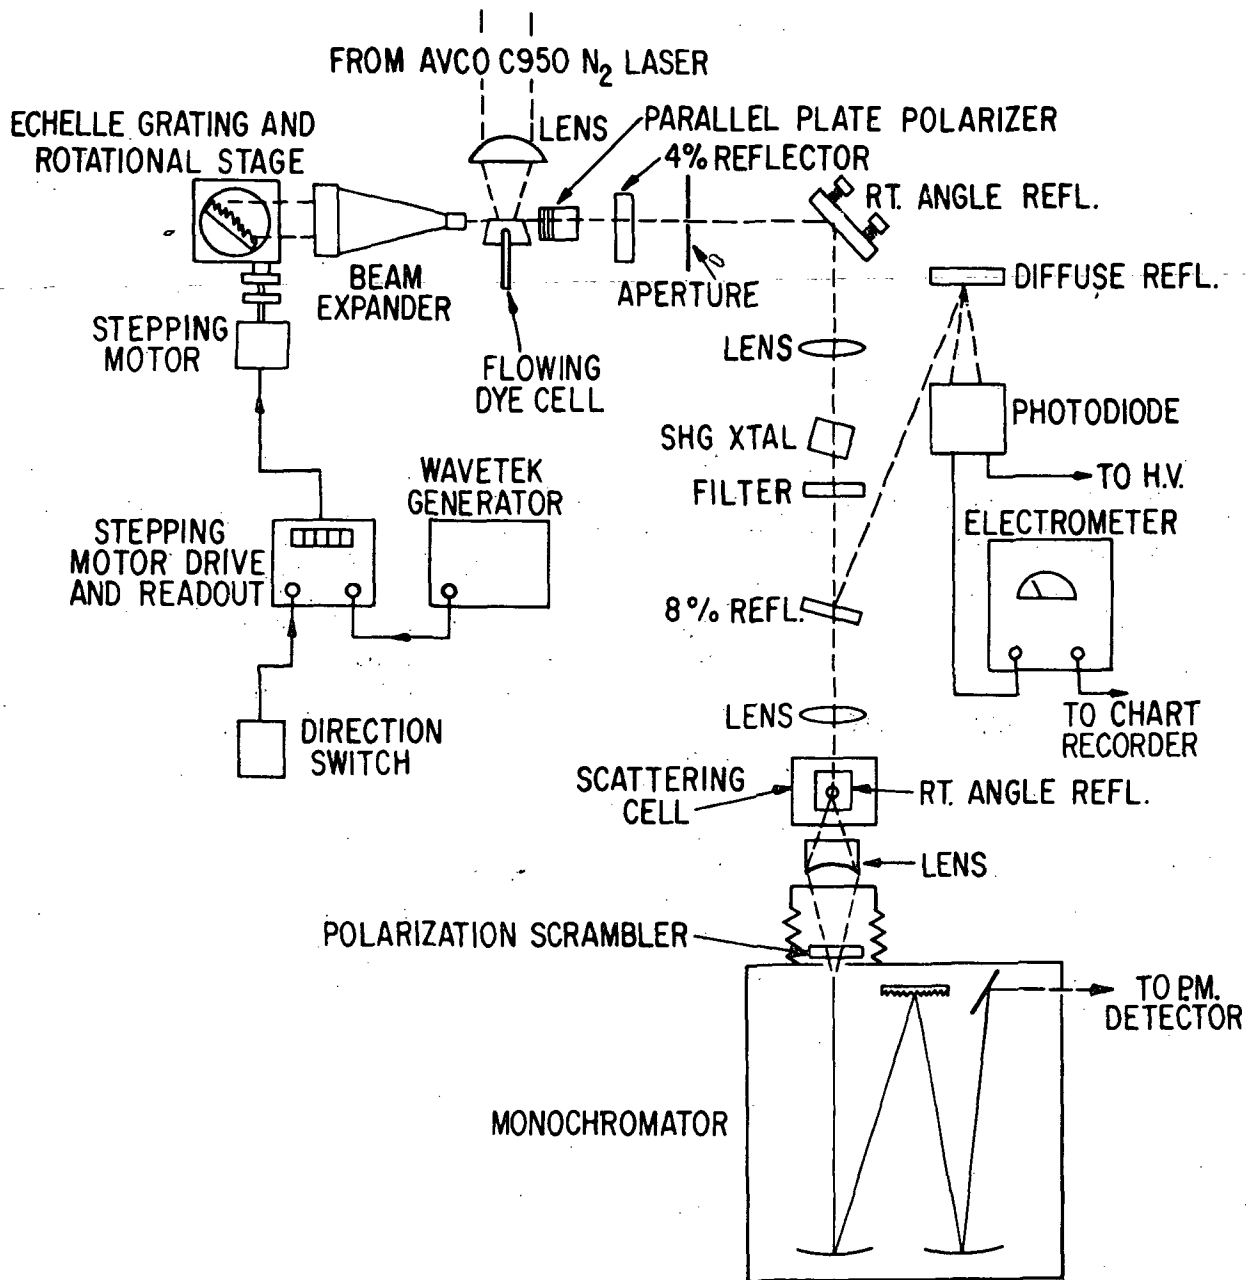 FROM AVCO C950 N2 LASER
ECHELLE GRATING AND
ROTATIONAL STAGE
LENS
PARALLEL PLATE POLARIZER
4% REFLECTOR
RT. ANGLE REFL.
BEAM
EXPANDER
APERTURE
DIFFUSE REFL.
STEPPING
MOTOR
FLOWING
DYE CELL
LENS
PHOTODIODE
SHG XTAL
TO H.V.
WAVETEK
GENERATOR
FILTER
ELECTROMETER
STEPPING
MOTOR DRIVE
AND READOUT
8% REFL.
DIRECTION
SWITCH
LENS
TO CHART
RECORDER
SCATTERING
CELL
RT. ANGLE REFL.
LENS
POLARIZATION SCRAMBLER
TO P.M.
DETECTOR
MONOCHROMATOR